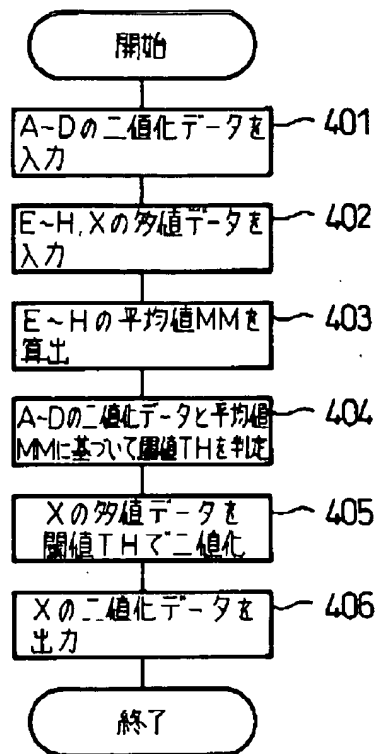 開始
A~Dの二値化データを
入力
401
E~H,Xの多値データを
入力
402
E~Hの平均値MMを
算出
403
A~Dの二値化データと平均値
MMに基づいて閾値THを判定
404
Xの多値データを
閾値THで二値化
405
Xの二値化データを
出力
406
終了